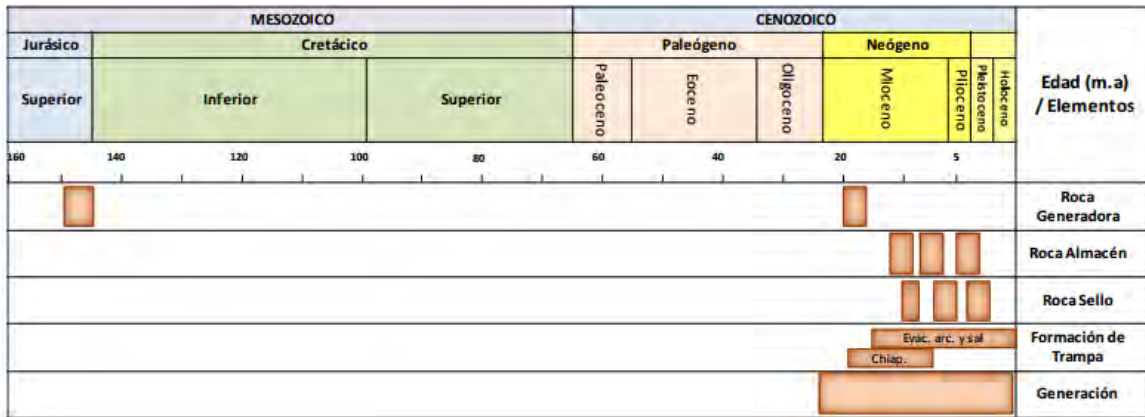 MESOZOICO CENOZOICO
Jurásico Cretácico Paleógeno Neógeno
Superior Inferior Superior Paleoceno Eoceno Oligoceno Mioceno Plioceno Pleistoceno Holoceno
Edad (m.a)
/ Elementos
160 140 120 100 80 60 40 20 5
Roca
Generadora
Roca Almacén
Roca Sello
Evac. arc. y sal
Chiap.
Formación de
Trampa
Generación